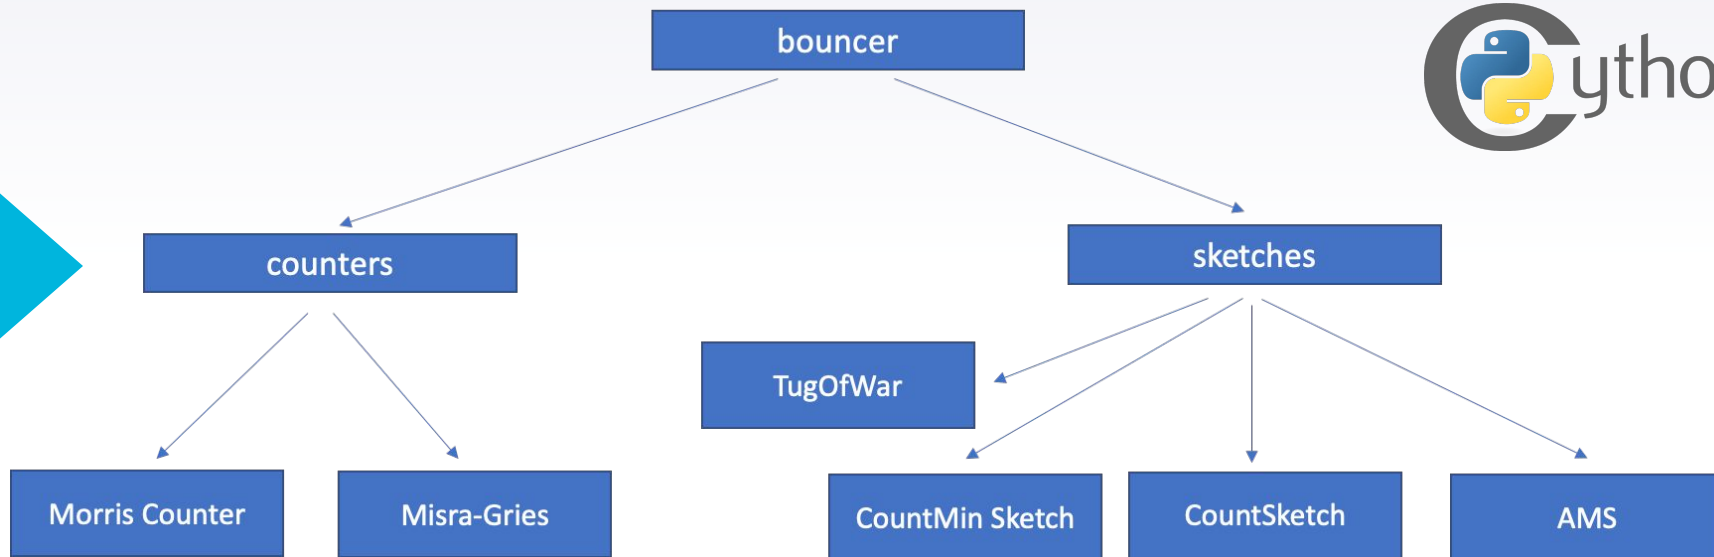 bouncer
ytho
counters
sketches
TugOfWar
Morris Counter
Misra-Gries
CountMin Sketch
CountSketch
AMS